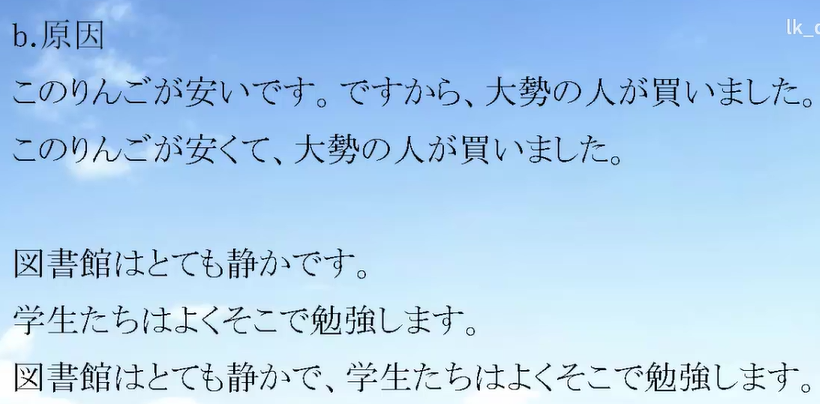 b.原因
このりんごが安いです。ですから、大勢の人が買いました。
このりんごが安くて、大勢の人が買いました。
図書館はとても静かです。
学生たちはよくそこで勉強します。
図書館はとても静かで、学生たちはよくそこで勉強します。